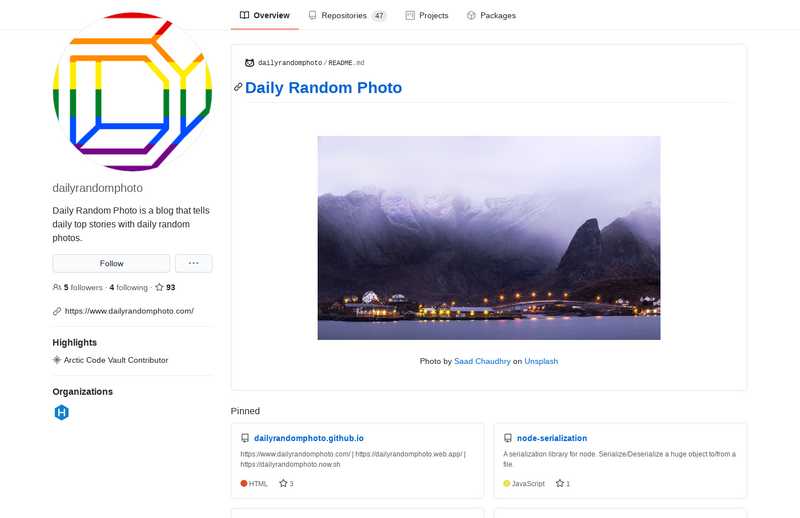 Overview
Repositories 47
Projects
Packages
dailyrandomphoto
Daily Random Photo is a blog that tells
daily top stories with daily random
photos.
Follow
5 followers · 4 following · 93
https://www.dailyrandomphoto.com/
Highlights
Arctic Code Vault Contributor
Organizations
dailyrandomphoto/README.md
Daily Random Photo
Photo by Saad Chaudhry on Unsplash
Pinned
dailyrandomphoto.github.io
https://www.dailyrandomphoto.com/ | https://dailyrandomphoto.web.app/ |
https://dailyrandomphoto.now.sh
HTML 3
node-serialization
A serialization library for node. Serialize/Deserialize a huge object to/from a
file.
JavaScript 1